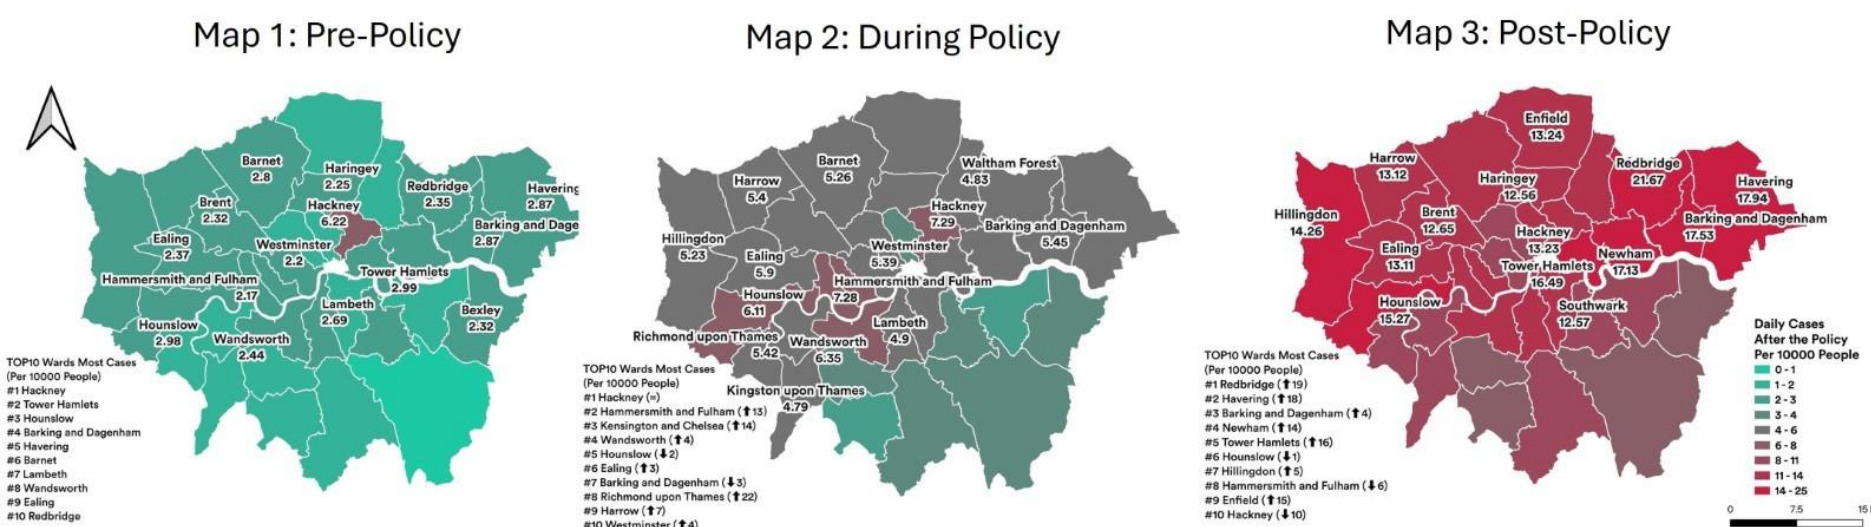 Map 1: Pre-Policy
Barnet
2.8
Haringey
2.25
Redbridge
2.35
Havering
2.87
Brent
2.32
Hackney
6.22
Barking and Dage
2.87
Ealing
2.37
Westminster
2.2
Hammersmith and Fulham
2.17
Tower Hamlets
2.99
Lambeth
2.69
Bexley
2.32
Hounslow
2.98
Wandsworth
2.44
TOP10 Wards Most Cases
(Per 10000 People)
#1 Hackney
#2 Tower Hamlets
#3 Hounslow
#4 Barking and Dagenham
#5 Havering
#6 Barnet
#7 Lambeth
#8 Wandsworth
#9 Ealing
#10 Redbridge
Map 2: During Policy
Barnet
5.26
Waltham Forest
4.83
Harrow
5.4
Hackney
7.29
Barking and Dagenham
5.45
Hillingdon
5.23
Ealing
5.9
Westminster
5.39
Hammersmith and Fulham
7.28
Hounslow
6.11
Lambeth
4.9
Richmond upon Thames
5.42
Wandsworth
6.35
Kingston upon Thames
4.79
TOP10 Wards Most Cases
(Per 10000 People)
#1 Hackney (=)
#2 Hammersmith and Fulham (⬆13)
#3 Kensington and Chelsea (⬆14)
#4 Wandsworth (⬆4)
#5 Hounslow (⬇2)
#6 Ealing (⬆3)
#7 Barking and Dagenham (⬇3)
#8 Richmond upon Thames (⬆22)
#9 Harrow (⬆7)
#10 Westminster (⬆4)
Map 3: Post-Policy
Enfield
13.24
Harrow
13.12
Redbridge
21.67
Haringey
12.56
Havering
17.94
Hillingdon
14.26
Brent
12.65
Barking and Dagenham
17.53
Hackney
13.23
Ealing
13.11
Newham
17.13
Tower Hamlets
16.49
Hounslow
15.27
Southwark
12.57
TOP10 Wards Most Cases
(Per 10000 People)
#1 Redbridge (⬆19)
#2 Havering (⬆18)
#3 Barking and Dagenham (⬆4)
#4 Newham (⬆14)
#5 Tower Hamlets (⬆16)
#6 Hounslow (⬇1)
#7 Hillingdon (⬆5)
#8 Hammersmith and Fulham (⬇6)
#9 Enfield (⬆15)
#10 Hackney (⬇10)
Daily Cases
After the Policy
Per 10000 People
0 - 1
1 - 2
2 - 3
3 - 4
4 - 6
6 - 8
8 - 11
11 - 14
14 - 25
0 7.5 15